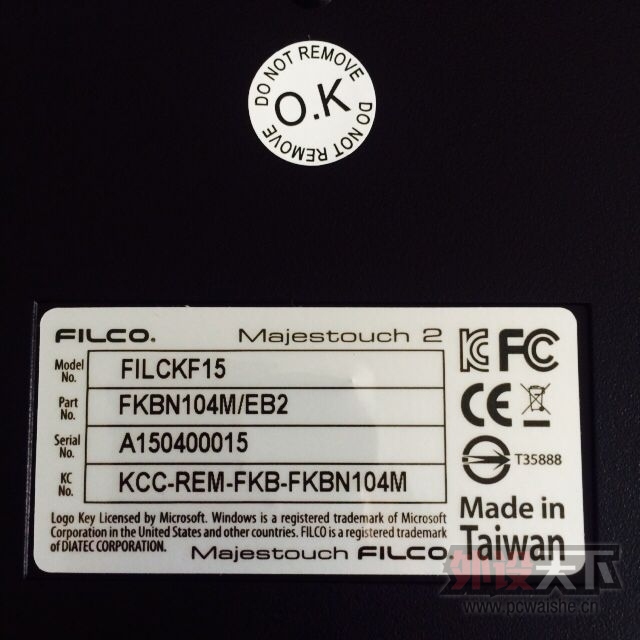 DO NOT REMOVE
O.K
DO NOT REMOVE
FILCO. Majestouch 2
Model No. FILCKF15
Part No. FKBN104M/EB2
Serial No. A150400015
KC No. KCC-REM-FKB-FKBN104M
KC FC
CE
T35888
Made in
Taiwan
Logo Key Licensed by Microsoft. Windows is a registered trademark of Microsoft
Corporation in the United States and other countries. FILCO is a registered trademark
of DIATEC CORPORATION.
Majestouch FILCO
外设天下
www.pcwaishe.cn